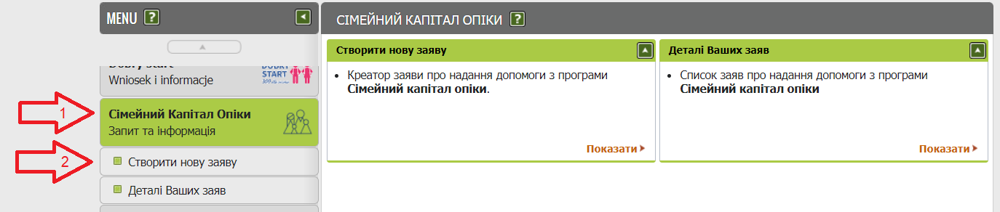 MENU ?
Dobry start
Wniosek i informacje
DOBRY
START
1
Сімейний Капітал Опіки
Запит та інформація
2
Створити нову заяву
Деталі Ваших заяв
СІМЕЙНИЙ КАПІТАЛ ОПІКИ ?
Створити нову заяву
Креатор заяви про надання допомоги з програми
Сімейний капітал опіки.
Показати
Деталі Ваших заяв
Список заяв про надання допомоги з програми
Сімейний капітал опіки
Показати